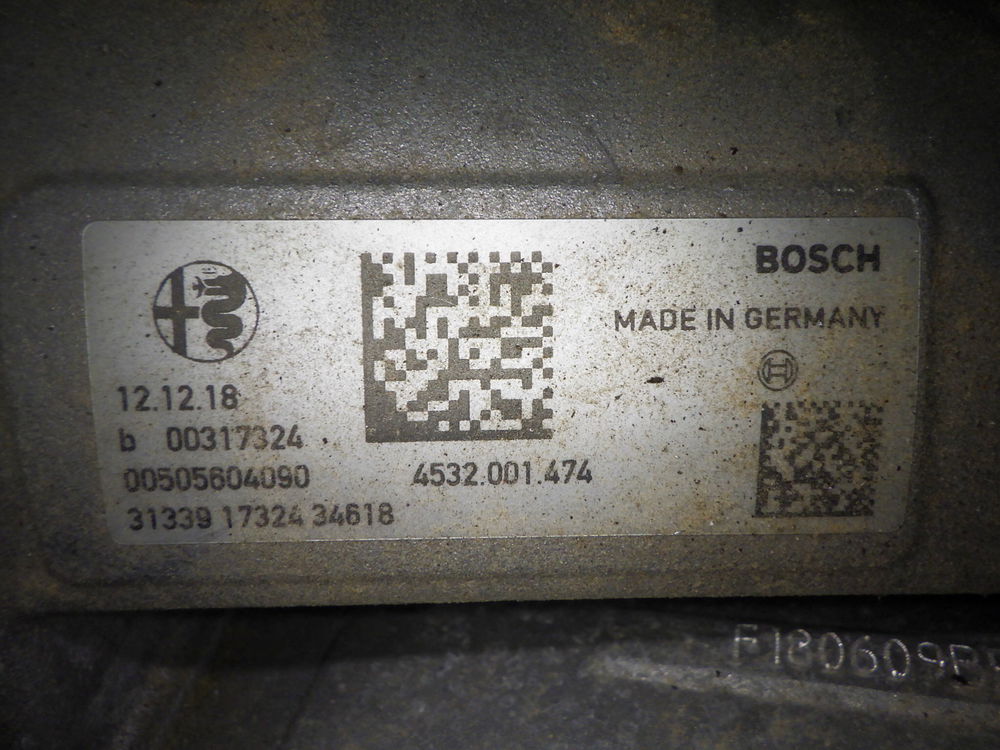 BOSCH
MADE IN GERMANY
12.12.18
b 00317324
00505604090
4532.001.474
31339 17324 34618